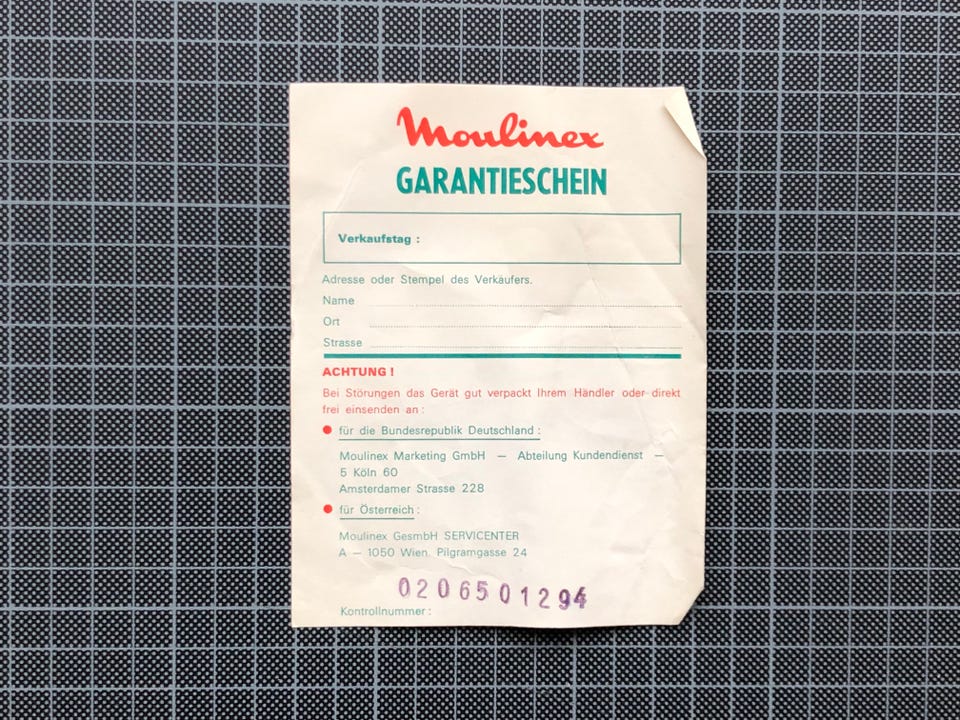 Moulinex
GARANTIESCHEIN
Verkaufstag :
Adresse oder Stempel des Verkäufers.
Name
Ort
Strasse
ACHTUNG !
Bei Störungen das Gerät gut verpackt Ihrem Händler oder direkt
frei einsenden an :
für die Bundesrepublik Deutschland :
Moulinex Marketing GmbH — Abteilung Kundendienst —
5 Köln 60
Amsterdamer Strasse 228
für Österreich :
Moulinex GesmbH SERVICENTER
A — 1050 Wien. Pilgramgasse 24
0206501294
Kontrollnummer :